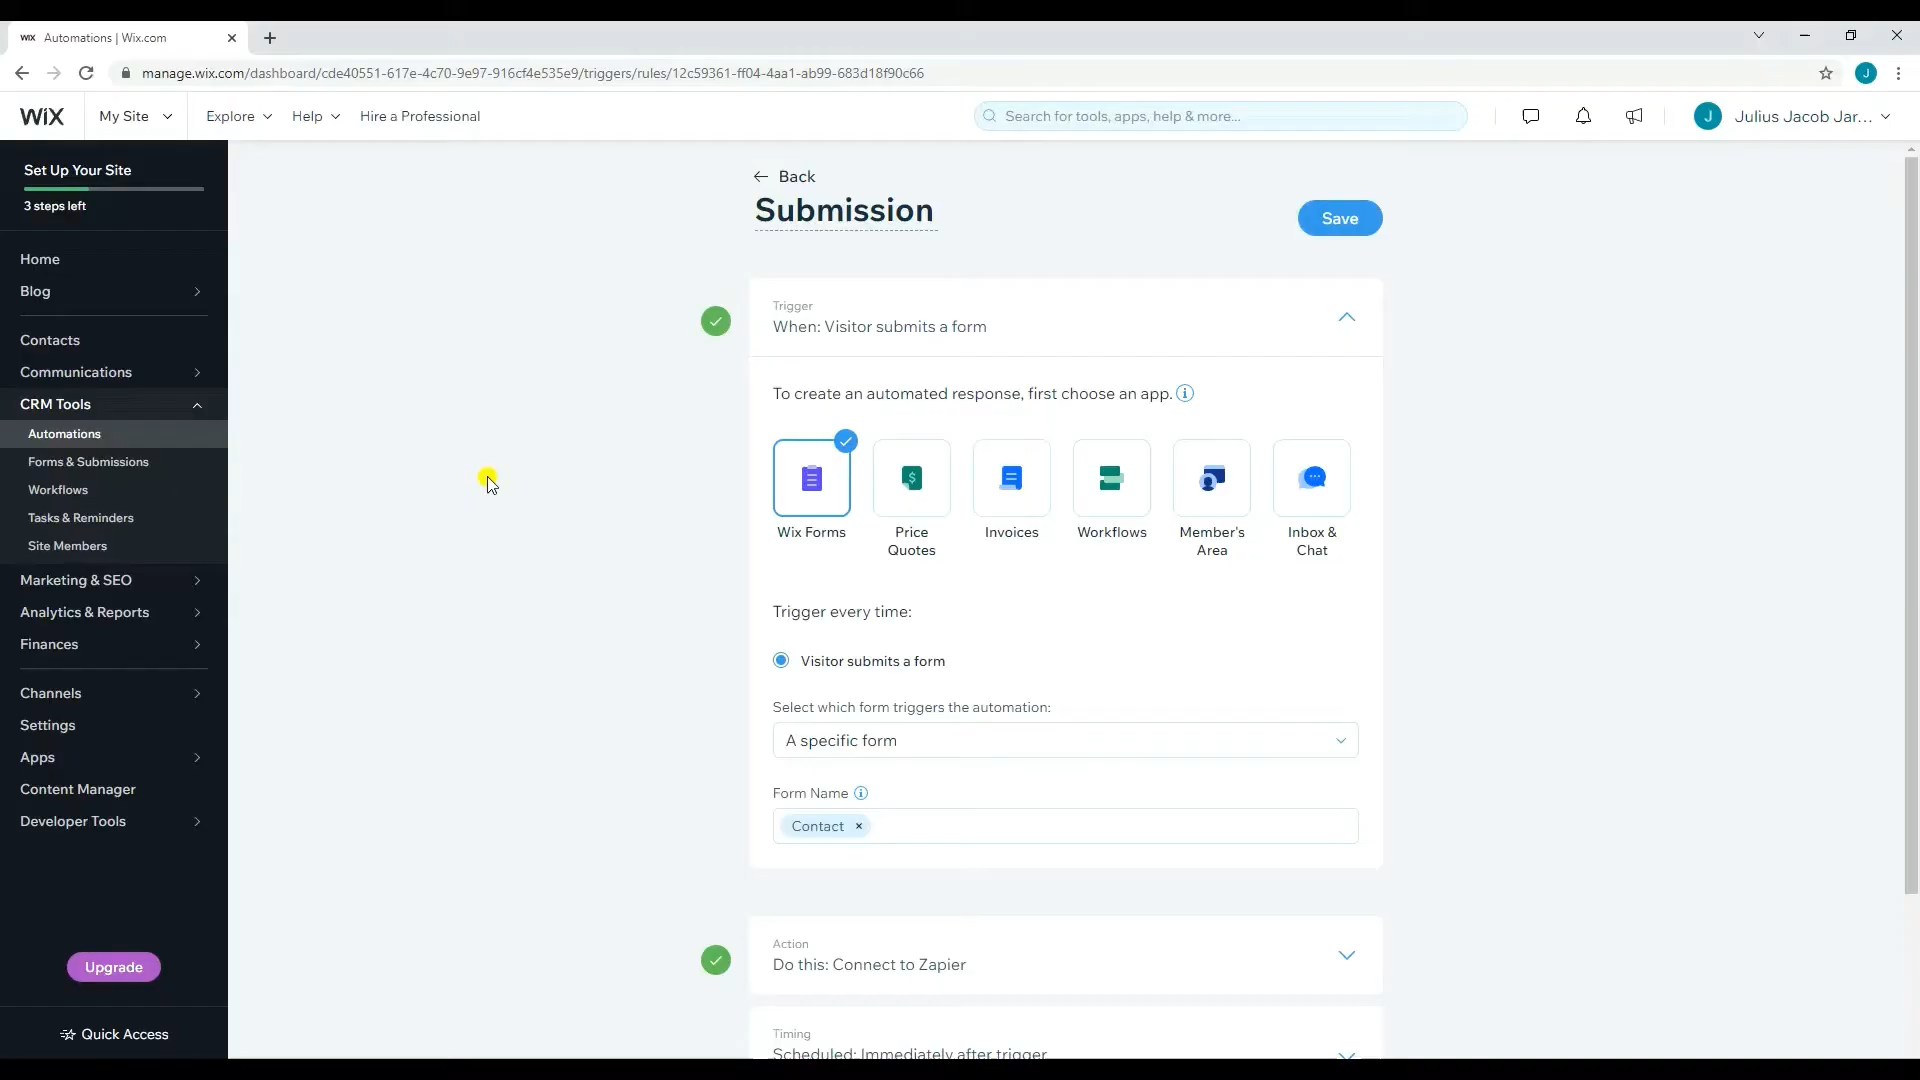 WIX Automations | Wix.com
manage.wix.com/dashboard/cde40551-617e-4c70-9e97-916cf4e535e9/triggers/rules/12c59361-ff04-4aa1-ab99-683d18f90c66
J
WIX
My Site
Explore
Help
Hire a Professional
Search for tools, apps, help & more...
J
Julius Jacob Jar...
Set Up Your Site
3 steps left
Home
Blog
Contacts
Communications
CRM Tools
Automations
Forms & Submissions
Workflows
Tasks & Reminders
Site Members
Marketing & SEO
Analytics & Reports
Finances
Channels
Settings
Apps
Content Manager
Developer Tools
Upgrade
Quick Access
Back
Submission
Save
Trigger
When: Visitor submits a form
To create an automated response, first choose an app.
Wix Forms
Price
Quotes
Invoices
Workflows
Member's
Area
Inbox &
Chat
Trigger every time:
Visitor submits a form
Select which form triggers the automation:
A specific form
Form Name
Contact ×
Action
Do this: Connect to Zapier
Timing
Scheduled: Immediately after trigger